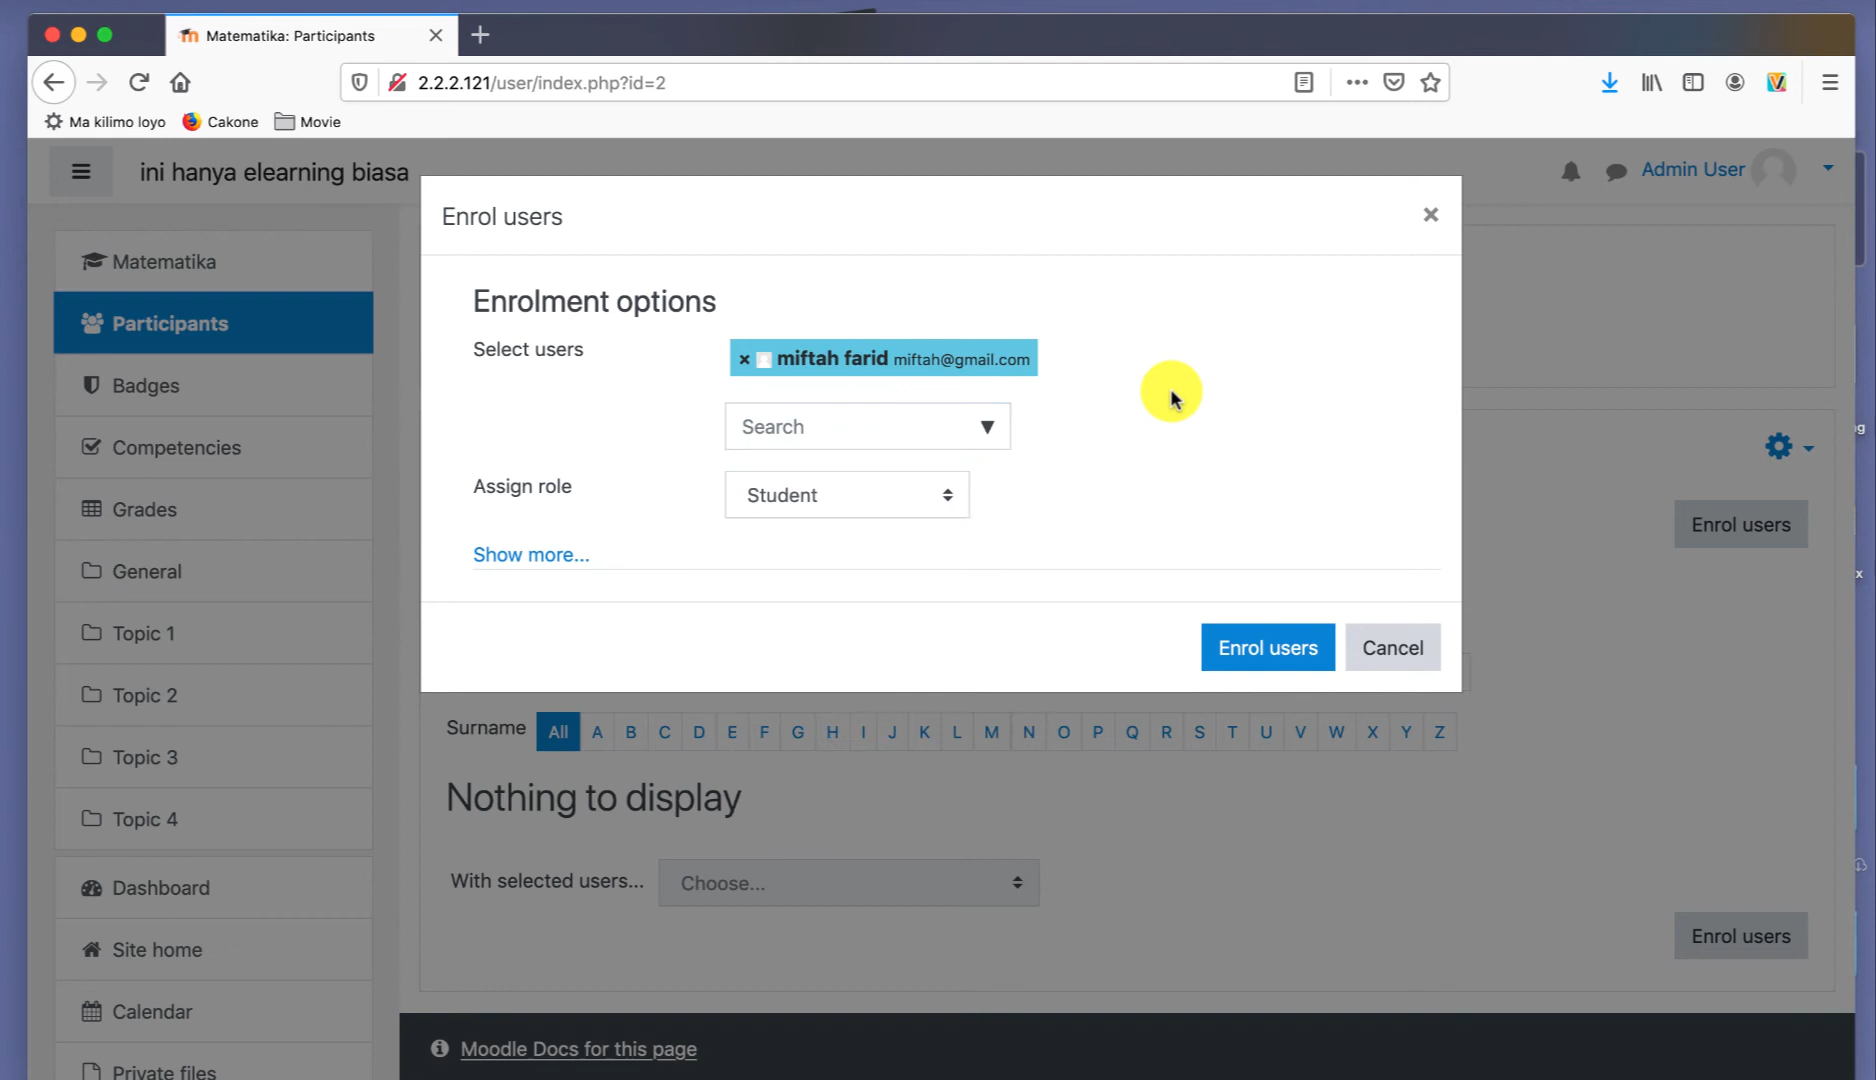 Matematika: Participants
2.2.2.121/user/index.php?id=2
Ma kilimo loyo
Cakone
Movie
ini hanya elearning biasa
Admin User
Enrol users
Matematika
Participants
Badges
Competencies
Grades
General
Topic 1
Topic 2
Topic 3
Topic 4
Dashboard
Site home
Calendar
Private files
Enrolment options
Select users
× miftah farid miftah@gmail.com
Search
Assign role
Student
Show more...
Enrol users
Cancel
Enrol users
Surname All A B C D E F G H I J K L M N O P Q R S T U V W X Y Z
Nothing to display
With selected users... Choose...
Enrol users
Moodle Docs for this page